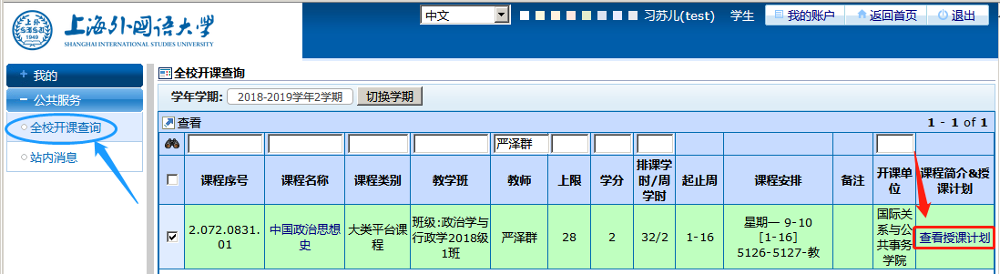 中文 习苏儿(test) 学生 我的账户 返回首页 退出
上海外国语大学
SHANGHAI INTERNATIONAL STUDIES UNIVERSITY
上外
SISU
1949
+ 我的
− 公共服务
全校开课查询
站内消息
全校开课查询
学年学期: 2018-2019学年2学期 切换学期
查看 1 - 1 of 1
严泽群
课程序号 课程名称 课程类别 教学班 教师 上限 学分 排课学时/周学时 起止周 课程安排 备注 开课单位 课程简介&授课计划
2.072.0831.01 中国政治思想史 大类平台课程 班级:政治学与行政学2018级1班 严泽群 28 2 32/2 1-16 星期一 9-10 [1-16] 5126-5127-教 国际关系与公共事务学院 查看授课计划